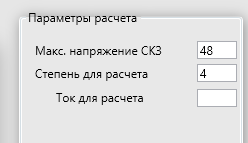 Параметры расчета
Макс. напряжение СКЗ 48
Степень для расчета 4
Ток для расчета